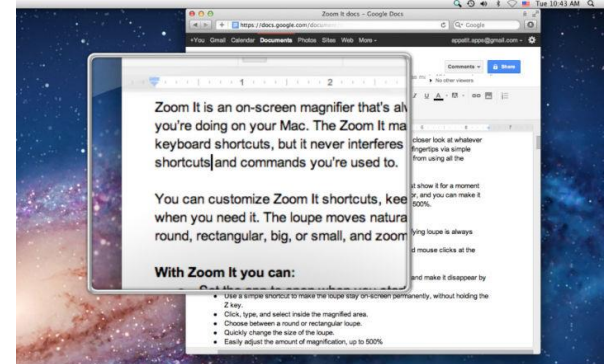 Tue 10:43 AM
Zoom It docs - Google Docs
https://docs.google.com/document
Google
+You Gmail Calendar Documents Photos Sites Web More
appatit.apps@gmail.com
Comments Share
No other viewers
1 2
Zoom It is an on-screen magnifier that's al
you're doing on your Mac. The Zoom It ma
keyboard shortcuts, but it never interferes
shortcuts and commands you're used to.
You can customize Zoom It shortcuts, kee
when you need it. The loupe moves natura
round, rectangular, big, or small, and zoom
With Zoom It you can:
closer look at whatever
fingertips via simple
from using all the
st show it for a moment
or, and you can make it
500%.
ying loupe is always
d mouse clicks at the
and make it disappear by
Use a simple shortcut to make the loupe stay on-screen permanently, without holding the
Z key.
Click, type, and select inside the magnified area.
Choose between a round or rectangular loupe.
Quickly change the size of the loupe.
Easily adjust the amount of magnification, up to 500%